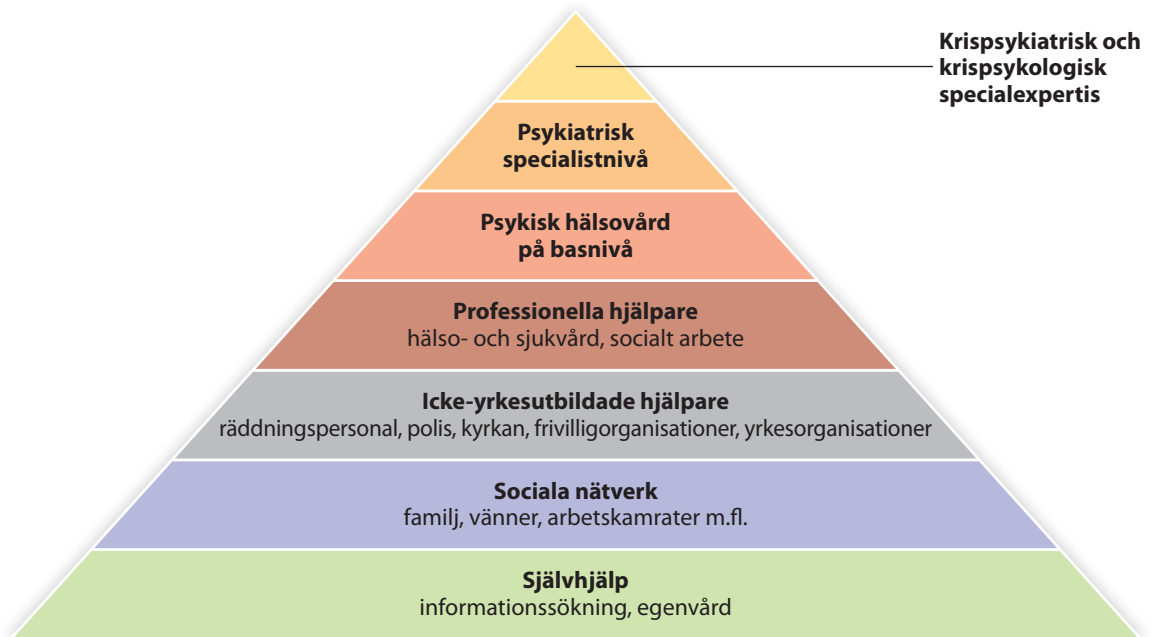 Krispsykiatrisk och
krispsykologisk
specialexpertis
Psykiatrisk
specialistnivå
Psykisk hälsovård
på basnivå
Professionella hjälpare
hälso- och sjukvård, socialt arbete
Icke-yrkesutbildade hjälpare
räddningspersonal, polis, kyrkan, frivilligorganisationer, yrkesorganisationer
Sociala nätverk
familj, vänner, arbetskamrater m.fl.
Självhjälp
informationssökning, egenvård